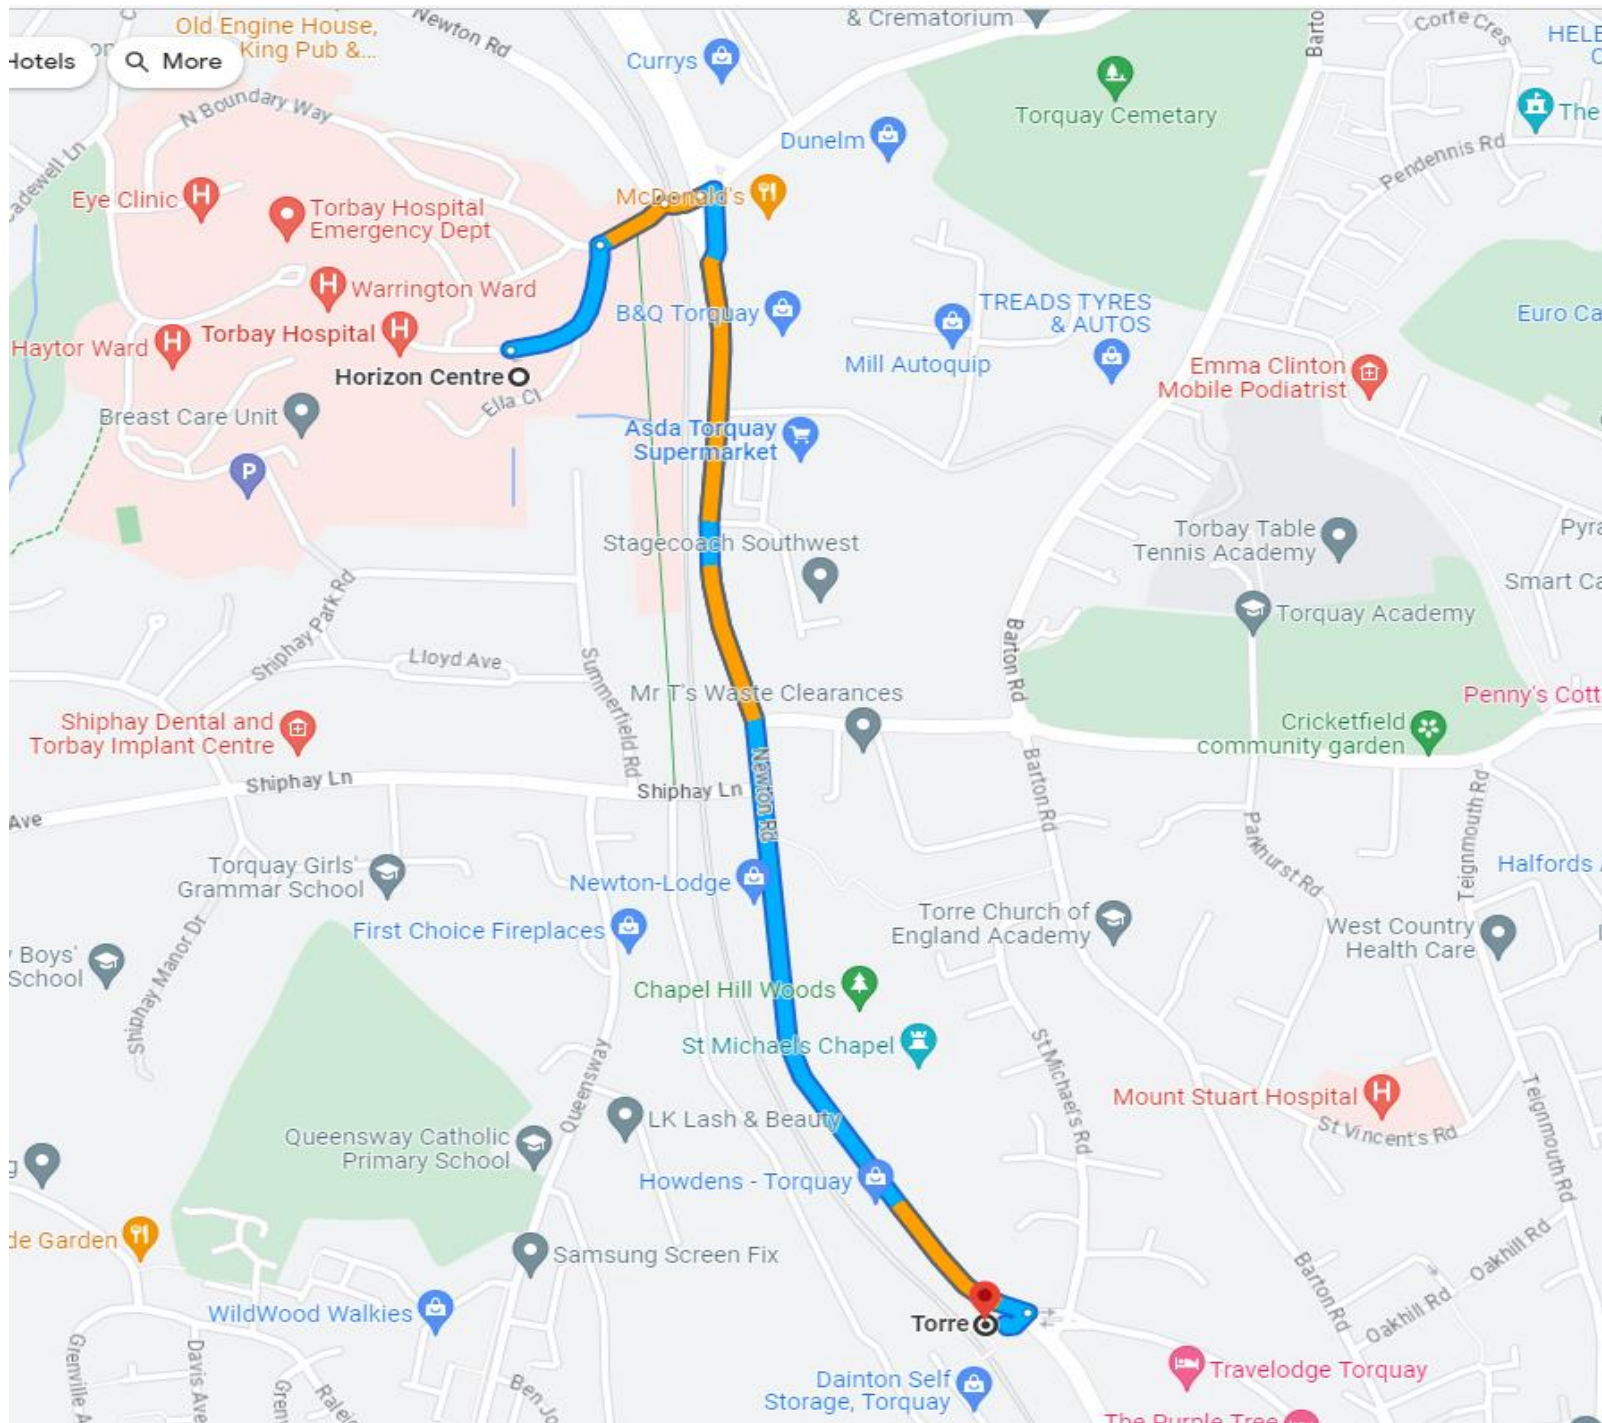 Old Engine House,
King Pub &...
Newton Rd
& Crematorium
Corfe Cres
Hotels
More
Currys
N Boundary Way
Torquay Cemetary
The
Pendennis Rd
Dunelm
Eye Clinic
H
McDonald's
Torbay Hospital
Emergency Dept
H
Warrington Ward
B&Q Torquay
TREADS TYRES
& AUTOS
Euro Ca
Haytor Ward
H
Torbay Hospital
H
Horizon Centre
Mill Autoquip
Emma Clinton
Mobile Podiatrist
Ella Cl
Breast Care Unit
Asda Torquay
Supermarket
P
Stagecoach Southwest
Torbay Table
Tennis Academy
Pyra
Smart Ca
Torquay Academy
Shiphay Park Rd
Lloyd Ave
Summerfield Rd
Barton Rd
Mr T's Waste Clearances
Penny's Cott
Shiphay Dental and
Torbay Implant Centre
Cricketfield
community garden
Shiphay Ln
Shiphay Ln
Newton Rd
Barton Rd
Teignmouth Rd
Ave
Parkhurst Rd
Torquay Girls'
Grammar School
Newton-Lodge
Halfords
First Choice Fireplaces
Torre Church of
England Academy
West Country
Health Care
Boys'
School
Shiphay Manor Dr
Chapel Hill Woods
St Michaels Chapel
St Michael's Rd
Queensway
Mount Stuart Hospital
H
LK Lash & Beauty
St Vincent's Rd
Teignmouth Rd
Queensway Catholic
Primary School
Howdens - Torquay
de Garden
Samsung Screen Fix
Oakhill Rd
Barton Rd
WildWood Walkies
Oakhill Rd
Torre
Grenville A
Davis Ave
Travelodge Torquay
Dainton Self
Storage, Torquay
Gren
Ben Jo
The Purple Tree